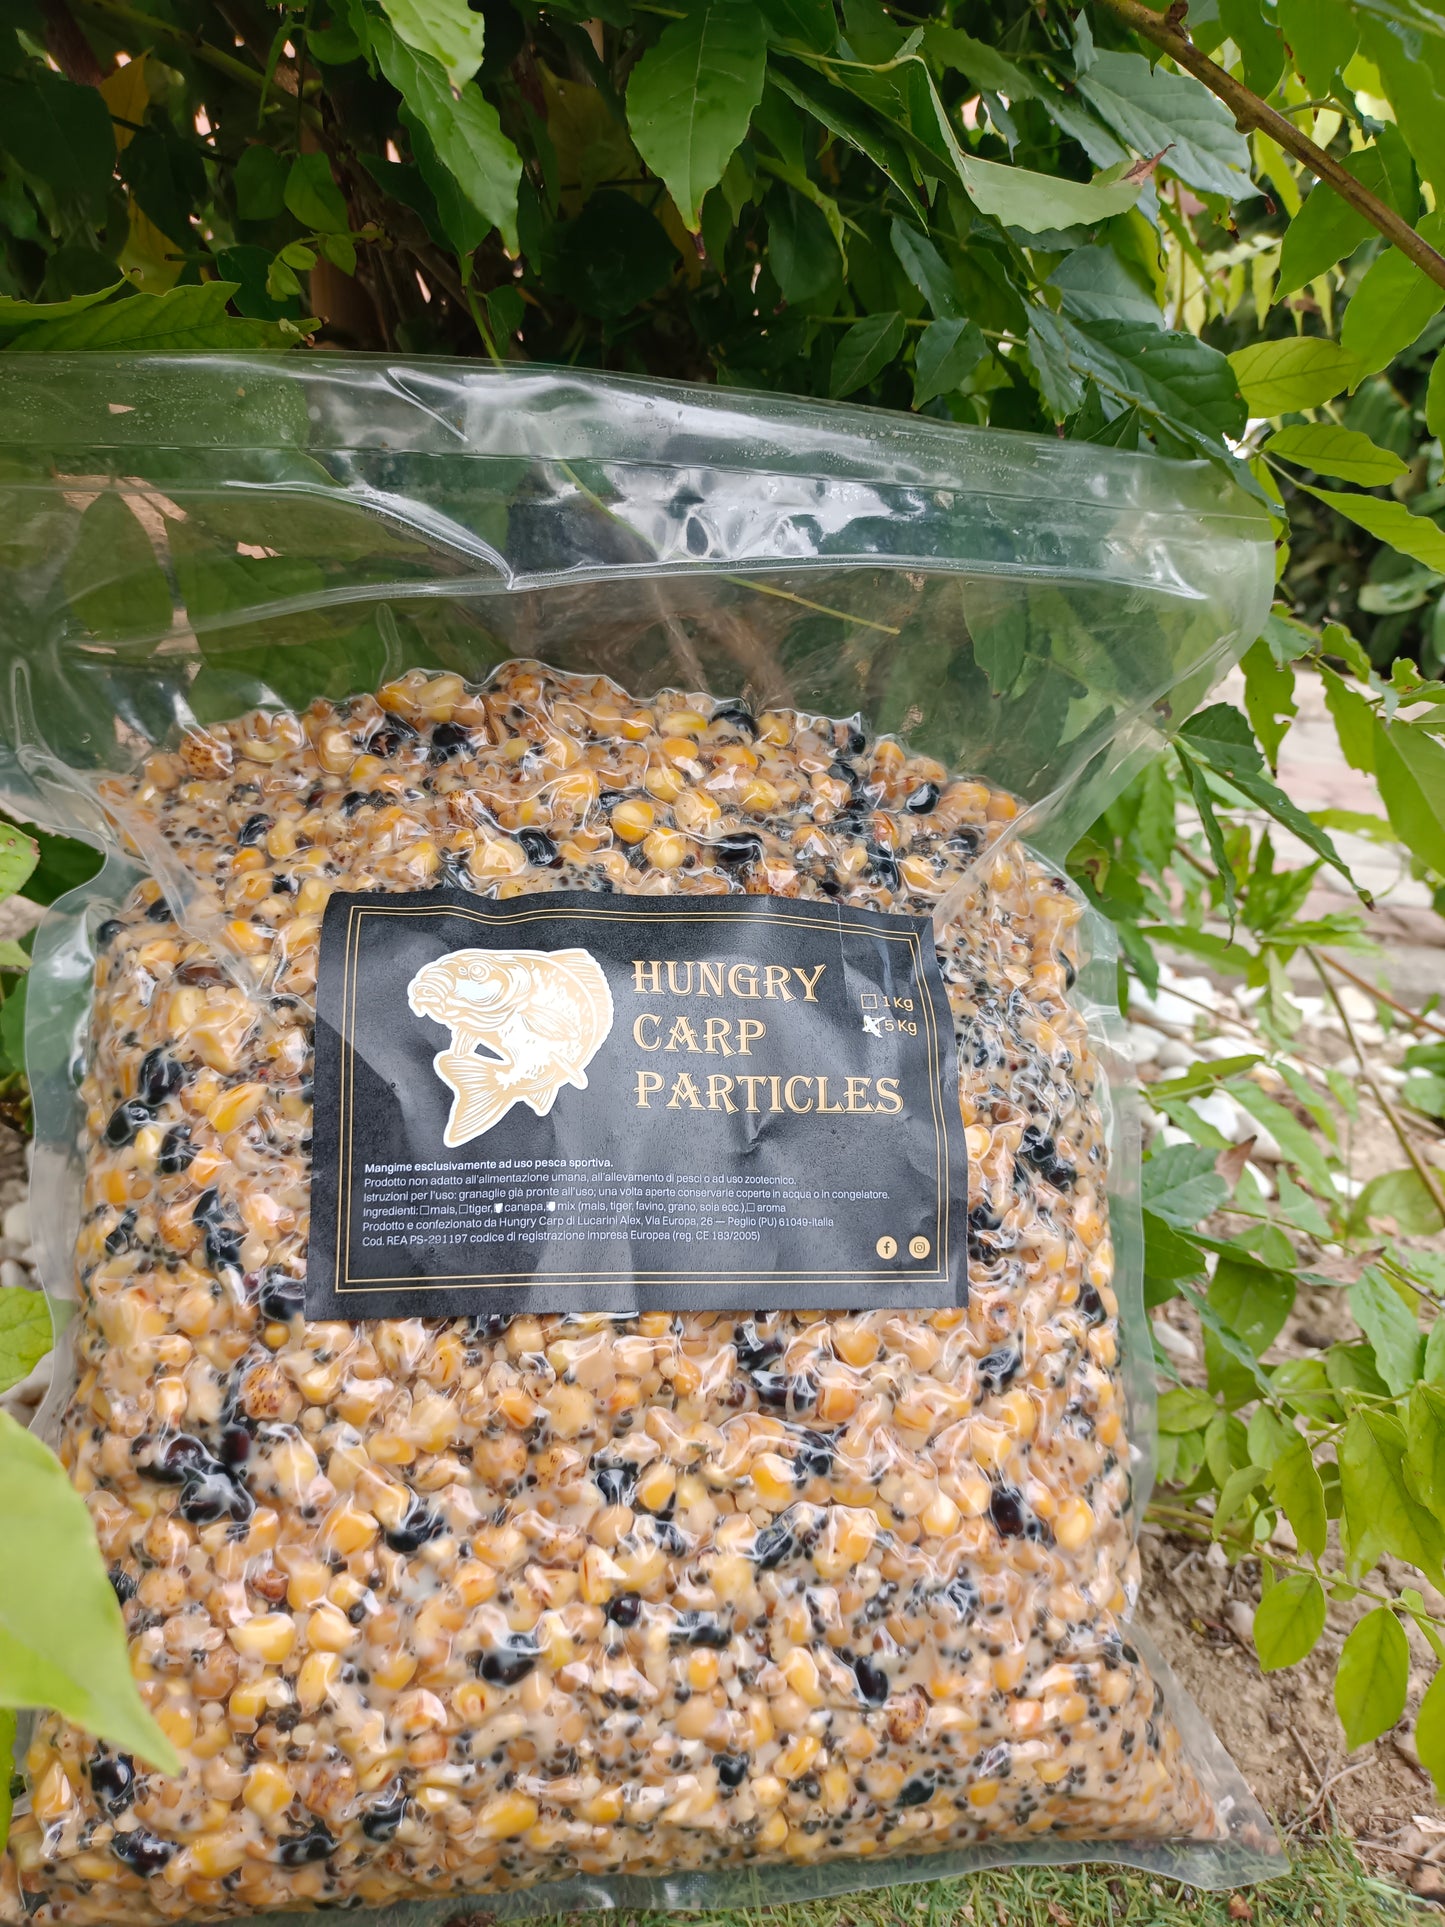 HUNGRY
CARP
PARTICLES
1 Kg
5 Kg
Mangime esclusivamente ad uso pesca sportiva.
Prodotto non adatto all'alimentazione umana, all'allevamento di pesci o ad uso zootecnico.
Istruzioni per l'uso: granaglie già pronte all'uso; una volta aperte conservarle coperte in acqua o in congelatore.
Ingredienti: mais, tiger, canapa, mix (mais, tiger, favino, grano, soia ecc.), aroma
Prodotto e confezionato da Hungry Carp di Lucarini Alex, Via Europa, 26 — Peglio (PU) 61049-Italia
Cod. REA PS-291197 codice di registrazione impresa Europea (reg. CE 183/2005)